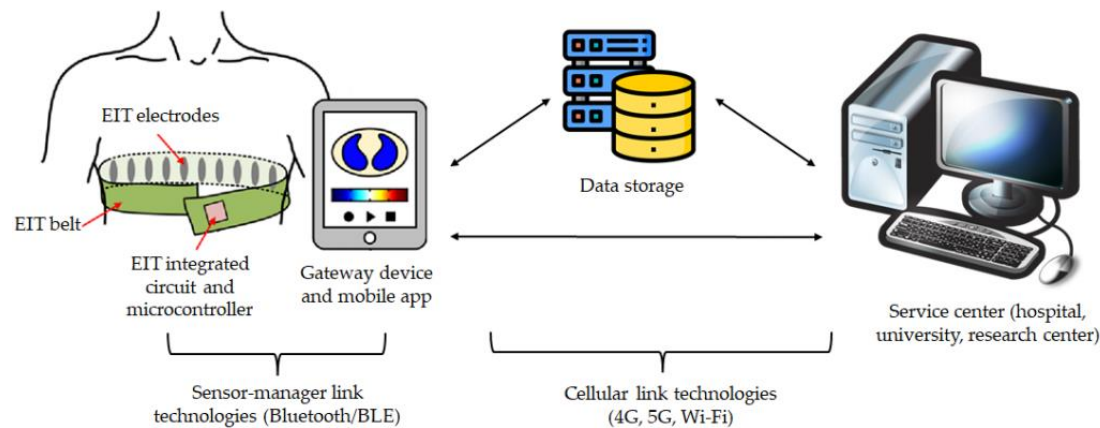 EIT electrodes
EIT belt
EIT integrated
circuit and
microcontroller
Gateway device
and mobile app
Data storage
Service center (hospital,
university, research center)
Sensor-manager link
technologies (Bluetooth/BLE)
Cellular link technologies
(4G, 5G, Wi-Fi)